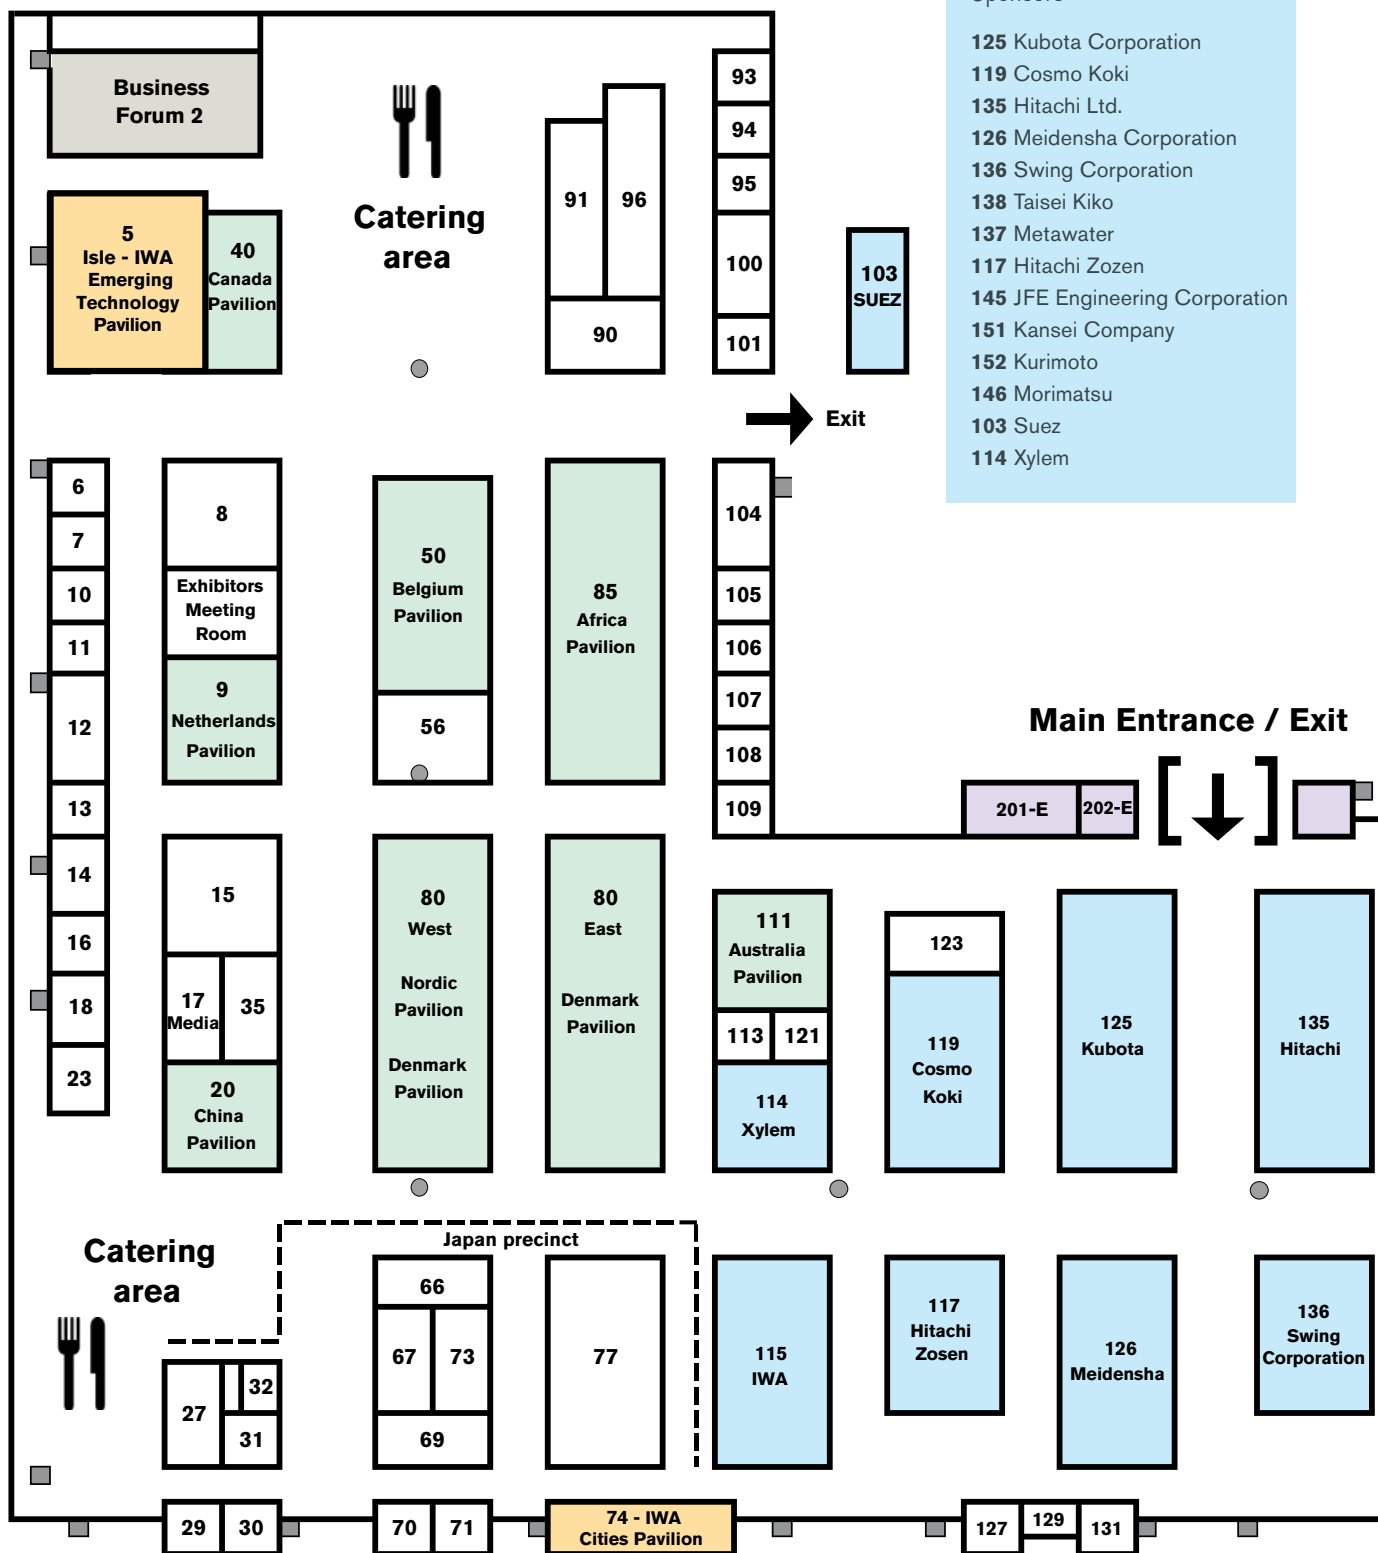 Sponsors
125 Kubota Corporation
119 Cosmo Koki
135 Hitachi Ltd.
126 Meidensha Corporation
136 Swing Corporation
138 Taisei Kiko
137 Metawater
117 Hitachi Zozen
145 JFE Engineering Corporation
151 Kansei Company
152 Kurimoto
146 Morimatsu
103 Suez
114 Xylem
Business
Forum 2
Catering
area
5
Isle - IWA
Emerging
Technology
Pavilion
40
Canada
Pavilion
91
96
90
93
94
95
100
101
103
SUEZ
Exit
6
7
10
11
12
13
14
16
18
23
8
Exhibitors
Meeting
Room
9
Netherlands
Pavilion
50
Belgium
Pavilion
56
85
Africa
Pavilion
104
105
106
107
108
109
Main Entrance / Exit
201-E
202-E
15
17
Media
35
20
China
Pavilion
80
West
Nordic
Pavilion
Denmark
Pavilion
80
East
Denmark
Pavilion
111
Australia
Pavilion
113
121
114
Xylem
123
119
Cosmo
Koki
125
Kubota
135
Hitachi
Catering
area
Japan precinct
27
32
31
66
67
73
69
77
115
IWA
117
Hitachi
Zosen
126
Meidensha
136
Swing
Corporation
29
30
70
71
74 - IWA
Cities Pavilion
127
129
131